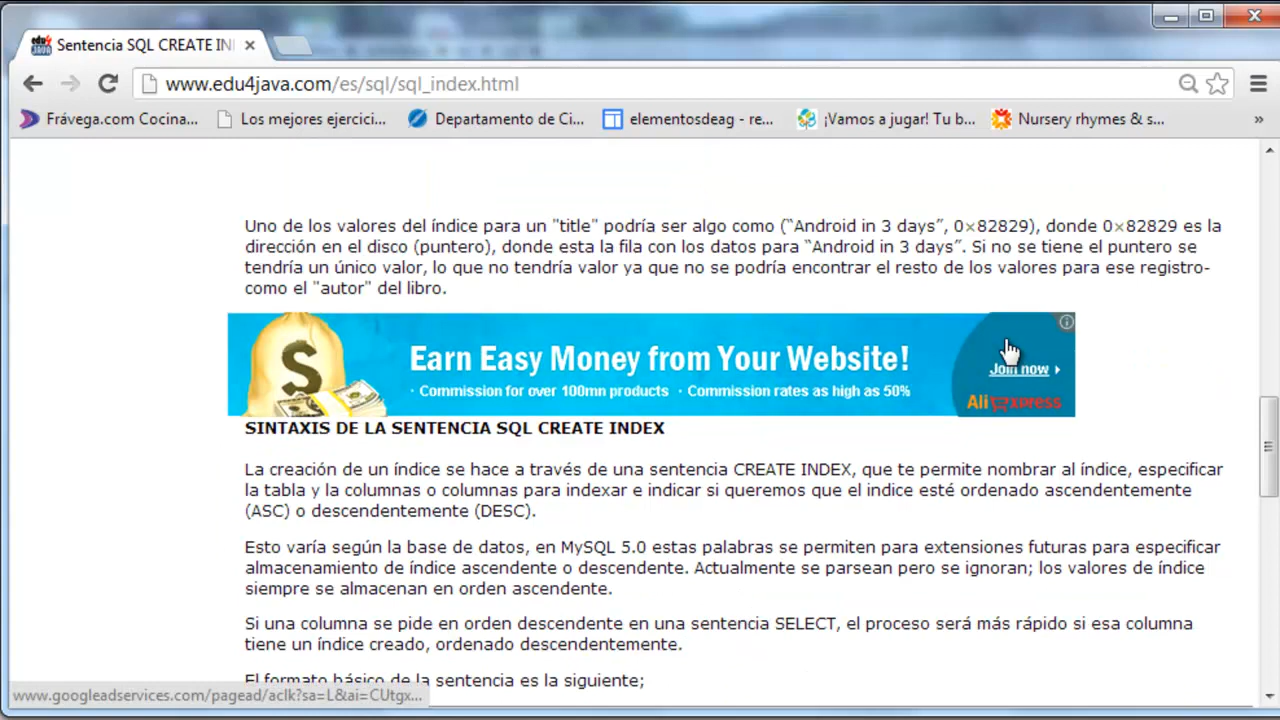 Sentencia SQL CREATE IN
www.edu4java.com/es/sql/sql_index.html
Frávega.com Cocina... Los mejores ejercici... Departamento de Ci... elementosdeag - re... ¡Vamos a jugar! Tu b... Nursery rhymes & s... »
Uno de los valores del índice para un "title" podría ser algo como (“Android in 3 days”, 0×82829), donde 0×82829 es la
dirección en el disco (puntero), donde esta la fila con los datos para “Android in 3 days”. Si no se tiene el puntero se
tendría un único valor, lo que no tendría valor ya que no se podría encontrar el resto de los valores para ese registro-
como el "autor" del libro.
Earn Easy Money from Your Website!
· Commission for over 100mn products · Commission rates as high as 50%
Join now
AliExpress
SINTAXIS DE LA SENTENCIA SQL CREATE INDEX
La creación de un índice se hace a través de una sentencia CREATE INDEX, que te permite nombrar al índice, especificar
la tabla y la columnas o columnas para indexar e indicar si queremos que el indice esté ordenado ascendentemente
(ASC) o descendentemente (DESC).
Esto varía según la base de datos, en MySQL 5.0 estas palabras se permiten para extensiones futuras para especificar
almacenamiento de índice ascendente o descendente. Actualmente se parsean pero se ignoran; los valores de índice
siempre se almacenan en orden ascendente.
Si una columna se pide en orden descendente en una sentencia SELECT, el proceso será más rápido si esa columna
tiene un índice creado, ordenado descendentemente.
El formato básico de la sentencia es la siguiente;
www.googleadservices.com/pagead/aclk?sa=L&ai=CUtgx...